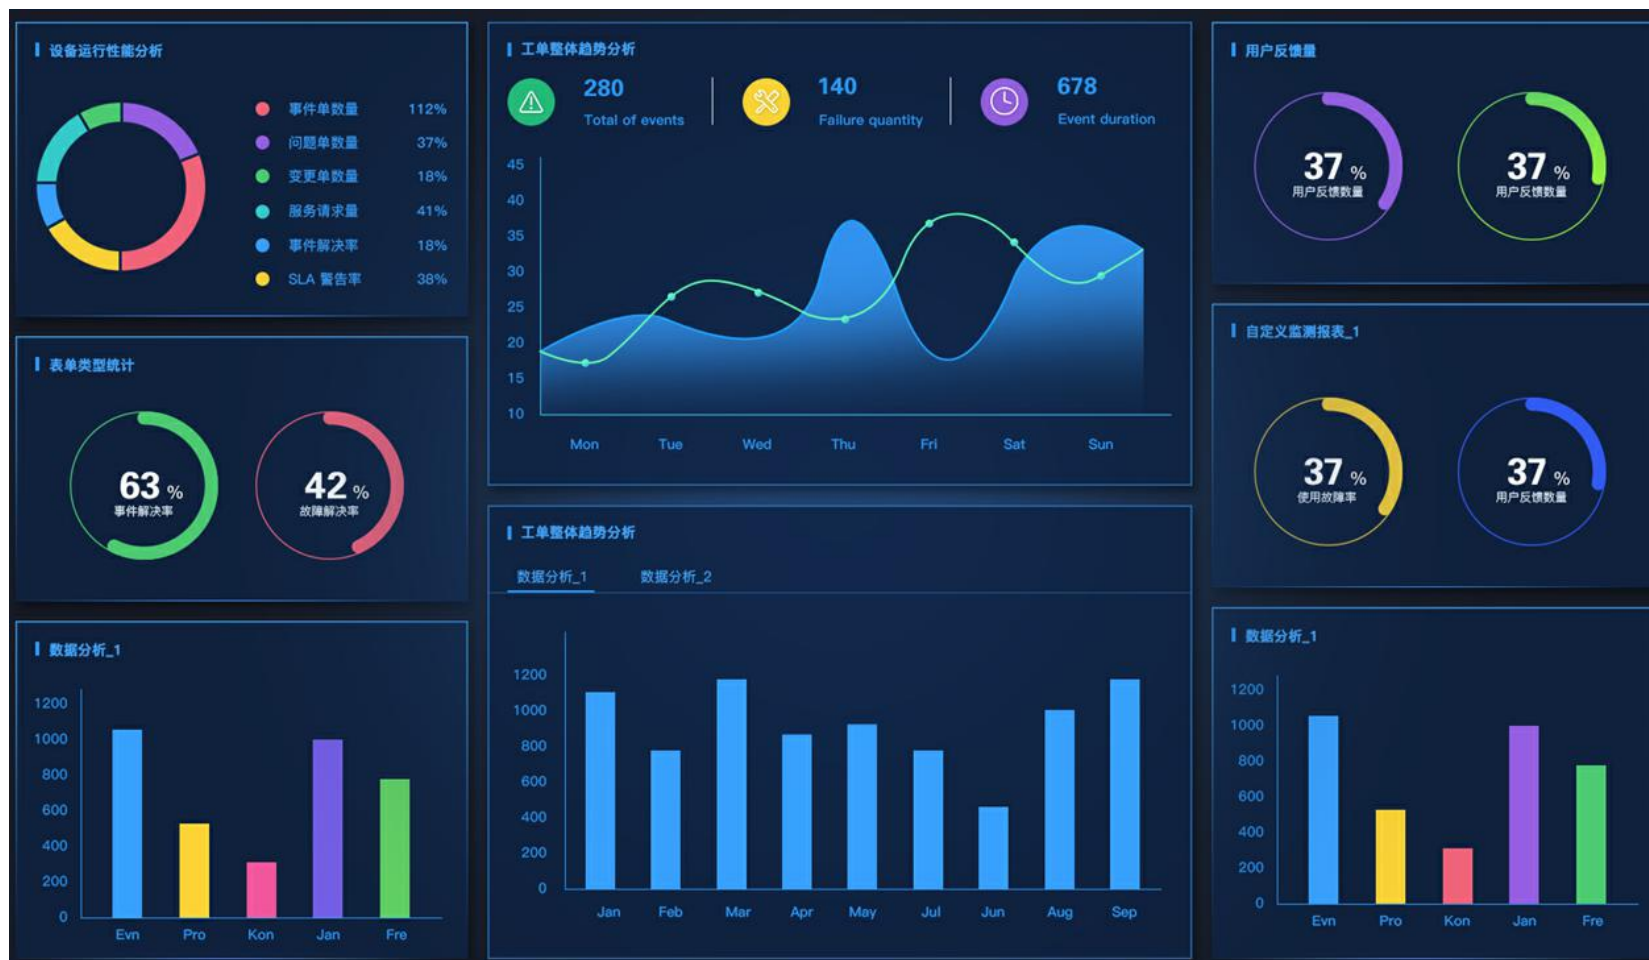 设备运行性能分析
事件单数量 112%
问题单数量 37%
变更单数量 18%
服务请求量 41%
事件解决率 18%
SLA 警告率 38%
表单类型统计
63 %
事件解决率
42 %
故障解决率
数据分析_1
1200
1000
800
600
400
200
0
Evn Pro Kon Jan Fre
工单整体趋势分析
280
Total of events
140
Failure quantity
678
Event duration
45
40
35
30
25
20
15
10
Mon Tue Wed Thu Fri Sat Sun
工单整体趋势分析
数据分析_1 数据分析_2
1200
1000
800
600
400
200
0
Jan Feb Mar Apr May Jul Jun Aug Sep
用户反馈量
37 %
用户反馈数量
37 %
用户反馈数量
自定义监测报表_1
37 %
使用故障率
37 %
用户反馈数量
数据分析_1
1200
1000
800
600
400
200
0
Evn Pro Kon Jan Fre